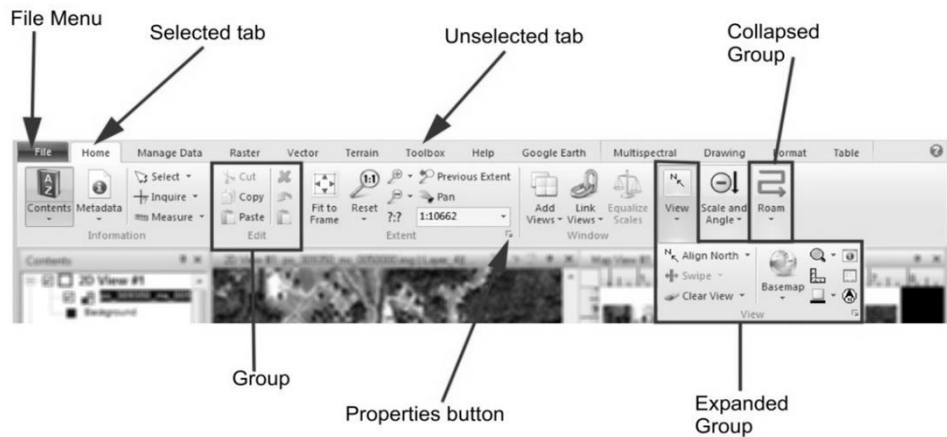 File Menu
Selected tab
Unselected tab
Collapsed
Group
File Home Manage Data Raster Vector Terrain Toolbox Help Google Earth Multispectral Drawing Format Table
Contents
Metadata
Select
Inquire
Measure
Information
Cut
Copy
Paste
Edit
Fit to
Frame
Reset
1:1
?:?
Previous Extent
Pan
1:10662
Extent
Add
Views
Link
Views
Equalize
Scales
Window
View
Scale and
Angle
Roam
Align North
Swipe
Clear View
Basemap
View
Contents
2D View #1
Background
Group
Properties button
Expanded
Group